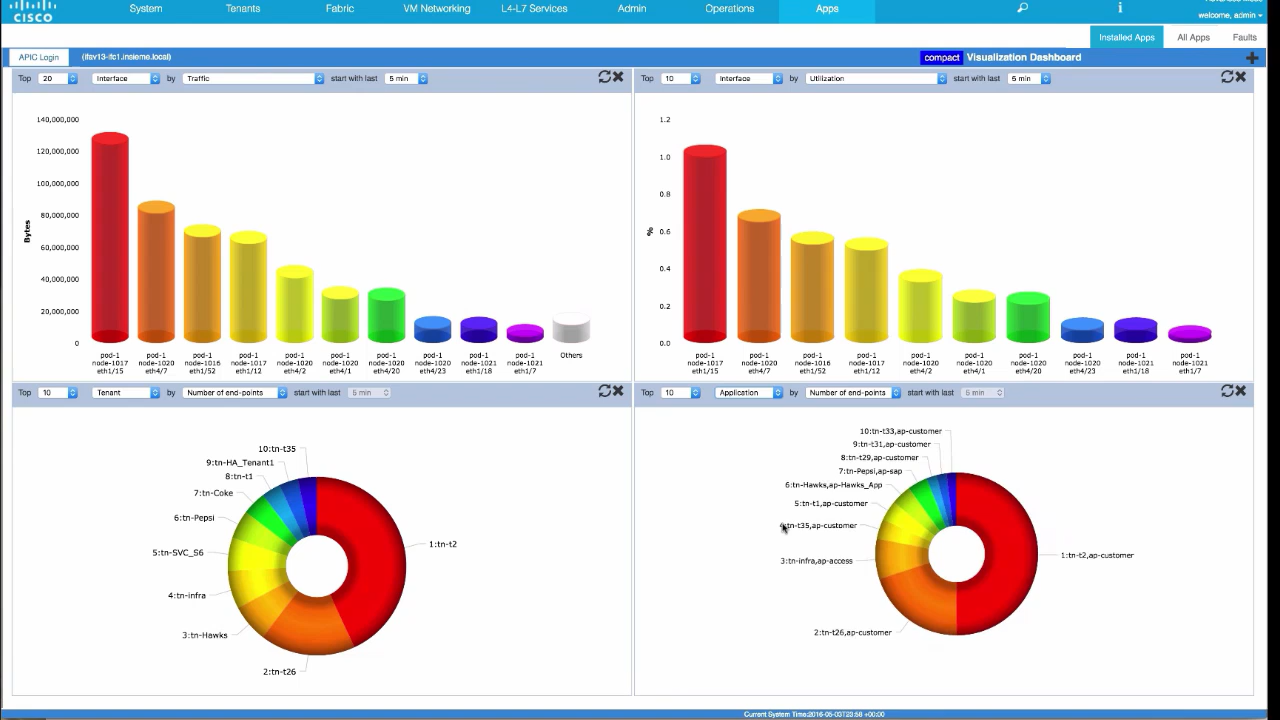 CISCO
System Tenants Fabric VM Networking L4-L7 Services Admin Operations Apps i
welcome, admin
Installed Apps All Apps Faults
APIC Login (ifav13-ifc1.insieme.local) compact Visualization Dashboard
Top 20 Interface by Traffic start with last 5 min
140,000,000
120,000,000
100,000,000
80,000,000
60,000,000
40,000,000
20,000,000
0
Bytes
pod-1 node-1017 eth1/15
pod-1 node-1020 eth4/7
pod-1 node-1016 eth1/52
pod-1 node-1017 eth1/12
pod-1 node-1020 eth4/2
pod-1 node-1020 eth4/1
pod-1 node-1020 eth4/20
pod-1 node-1020 eth4/23
pod-1 node-1021 eth1/18
pod-1 node-1021 eth1/7
Others
Top 10 Interface by Utilization start with last 5 min
1.2
1.0
0.8
0.6
0.4
0.2
0.0
%
pod-1 node-1017 eth1/15
pod-1 node-1020 eth4/7
pod-1 node-1016 eth1/52
pod-1 node-1017 eth1/12
pod-1 node-1020 eth4/2
pod-1 node-1020 eth4/1
pod-1 node-1020 eth4/20
pod-1 node-1020 eth4/23
pod-1 node-1021 eth1/18
pod-1 node-1021 eth1/7
Top 10 Tenant by Number of end-points start with last 5 min
10:tn-t35
9:tn-HA_Tenant1
8:tn-t1
7:tn-Coke
6:tn-Pepsi
5:tn-SVC_S6
4:tn-infra
3:tn-Hawks
2:tn-t26
1:tn-t2
Top 10 Application by Number of end-points start with last 5 min
10:tn-t33,ap-customer
9:tn-t31,ap-customer
8:tn-t29,ap-customer
7:tn-Pepsi,ap-sap
6:tn-Hawks,ap-Hawks_App
5:tn-t1,ap-customer
4:tn-t35,ap-customer
3:tn-infra,ap-access
2:tn-t26,ap-customer
1:tn-t2,ap-customer
Current System Time:2016-05-03T23:58 +00:00